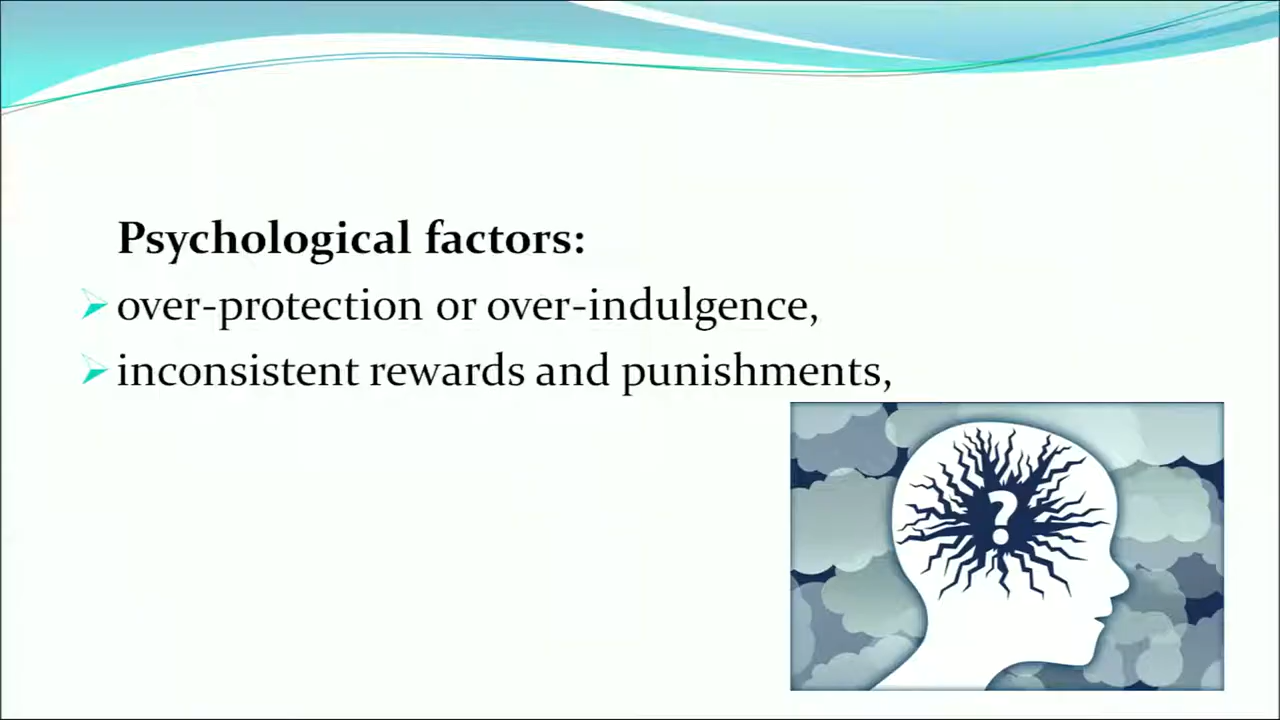 Psychological factors:
over-protection or over-indulgence,
inconsistent rewards and punishments,
?